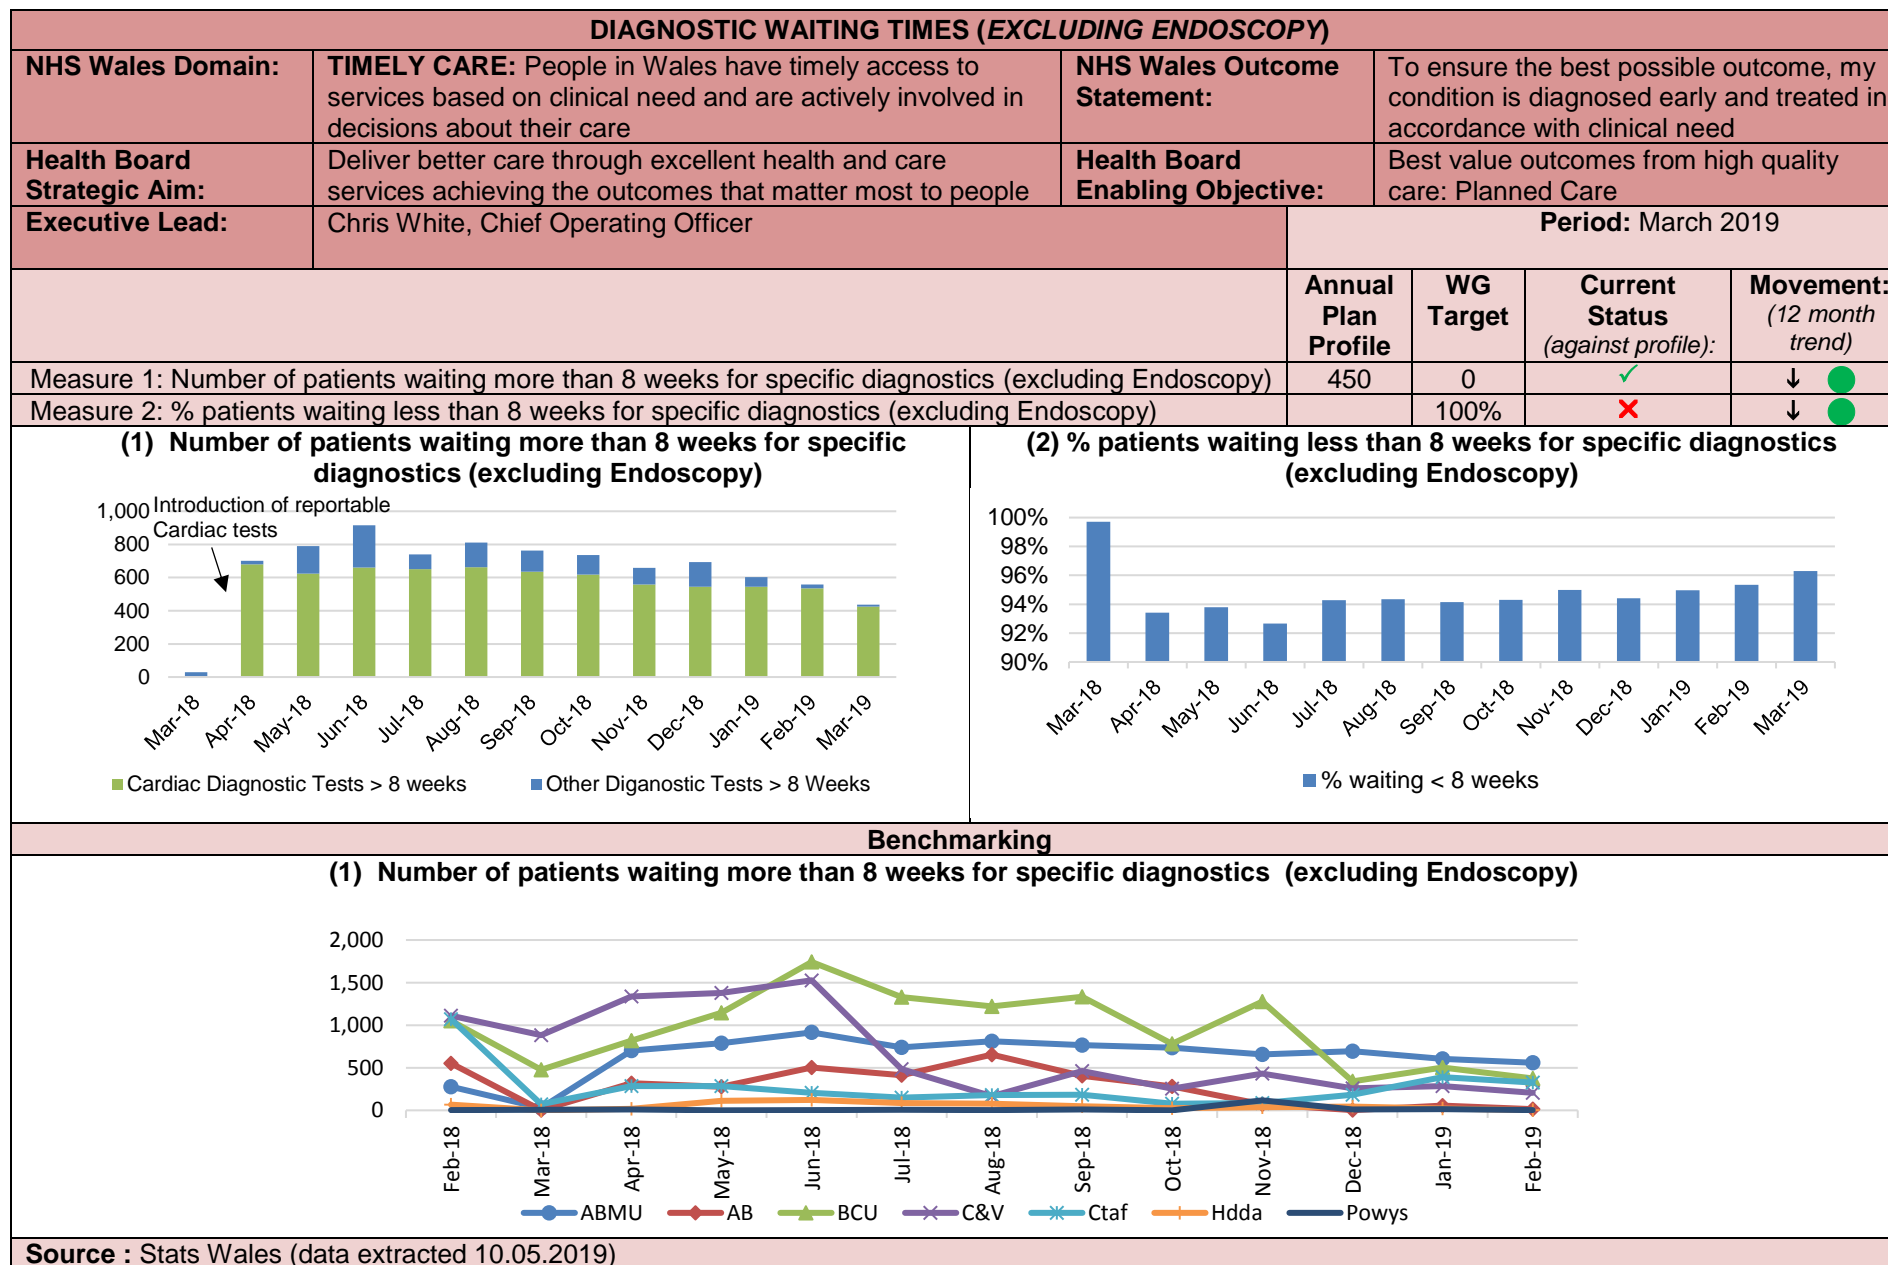 DIAGNOSTIC WAITING TIMES (EXCLUDING ENDOSCOPY)
NHS Wales Domain:
TIMELY CARE: People in Wales have timely access to
services based on clinical need and are actively involved in
decisions about their care
NHS Wales Outcome
Statement:
To ensure the best possible outcome, my
condition is diagnosed early and treated in
accordance with clinical need
Health Board
Strategic Aim:
Deliver better care through excellent health and care
services achieving the outcomes that matter most to people
Health Board
Enabling Objective:
Best value outcomes from high quality
care: Planned Care
Executive Lead:
Chris White, Chief Operating Officer
Period: March 2019
Annual
Plan
Profile
WG
Target
Current
Status
(against profile):
Movement:
(12 month
trend)
Measure 1: Number of patients waiting more than 8 weeks for specific diagnostics (excluding Endoscopy)
450
0
✓
↓
Measure 2: % patients waiting less than 8 weeks for specific diagnostics (excluding Endoscopy)
100%
✗
↓
(1) Number of patients waiting more than 8 weeks for specific
diagnostics (excluding Endoscopy)
Introduction of reportable
Cardiac tests
1,000
800
600
400
200
0
Mar-18
Apr-18
May-18
Jun-18
Jul-18
Aug-18
Sep-18
Oct-18
Nov-18
Dec-18
Jan-19
Feb-19
Mar-19
Cardiac Diagnostic Tests > 8 weeks
Other Diganostic Tests > 8 Weeks
(2) % patients waiting less than 8 weeks for specific diagnostics
(excluding Endoscopy)
100%
98%
96%
94%
92%
90%
Mar-18
Apr-18
May-18
Jun-18
Jul-18
Aug-18
Sep-18
Oct-18
Nov-18
Dec-18
Jan-19
Feb-19
Mar-19
% waiting < 8 weeks
Benchmarking
(1) Number of patients waiting more than 8 weeks for specific diagnostics (excluding Endoscopy)
2,000
1,500
1,000
500
0
Feb-18
Mar-18
Apr-18
May-18
Jun-18
Jul-18
Aug-18
Sep-18
Oct-18
Nov-18
Dec-18
Jan-19
Feb-19
ABMU
AB
BCU
C&V
Ctaf
Hdda
Powys
Source : Stats Wales (data extracted 10.05.2019)